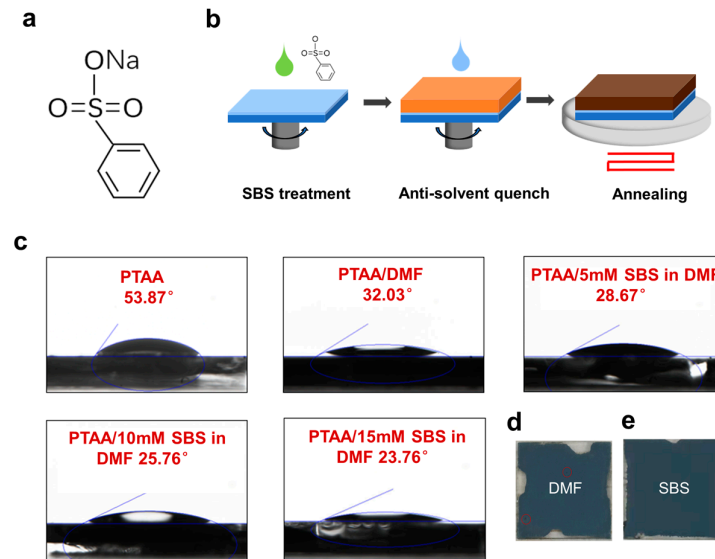 a
ONa
O=S=O
b
O
O=S=O
SBS treatment
Anti-solvent quench
Annealing
c
PTAA
53.87°
PTAA/DMF
32.03°
PTAA/5mM SBS in DMF
28.67°
PTAA/10mM SBS in
DMF 25.76°
PTAA/15mM SBS in
DMF 23.76°
d
DMF
e
SBS